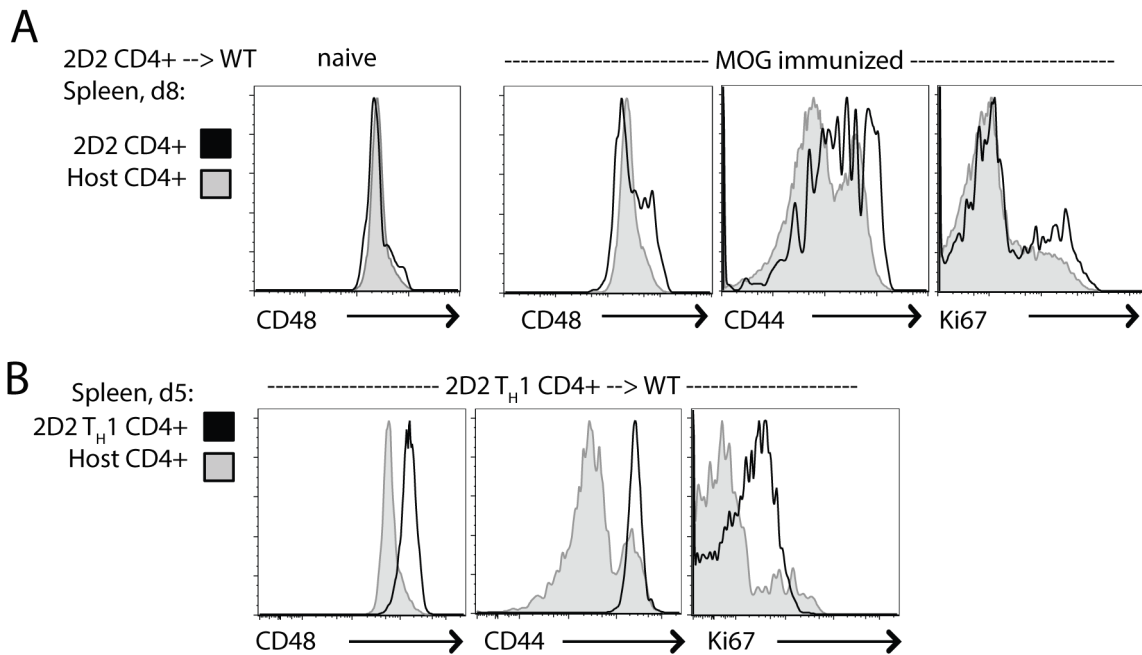 A
2D2 CD4+ --> WT naive ---------------------- MOG immunized ----------------------
Spleen, d8:
2D2 CD4+
Host CD4+
CD48 CD48 CD44 Ki67
B
Spleen, d5: ------------------ 2D2 TH1 CD4+ --> WT ------------------
2D2 TH1 CD4+
Host CD4+
CD48 CD44 Ki67